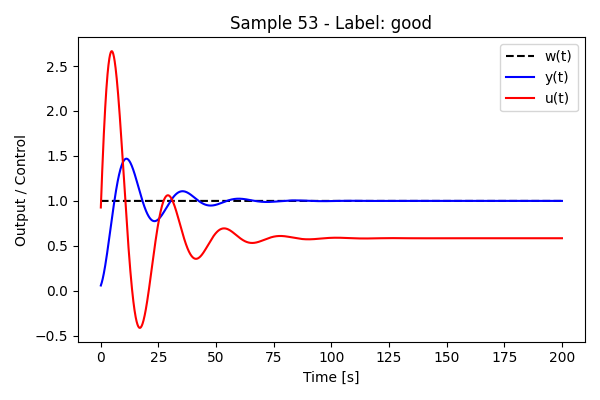 Sample 53 - Label: good
w(t)
y(t)
u(t)
Output / Control
2.5
2.0
1.5
1.0
0.5
0.0
−0.5
0 25 50 75 100 125 150 175 200
Time [s]